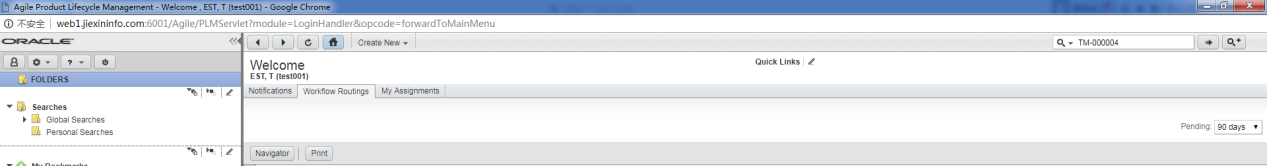 Agile Product Lifecycle Management - Welcome , EST, T (test001) - Google Chrome
不安全 | web1.jiexininfo.com:6001/Agile/PLMServlet?module=LoginHandler&opcode=forwardToMainMenu
ORACLE
Create New
TM-000004
FOLDERS
Welcome
EST, T (test001)
Quick Links
Notifications Workflow Routings My Assignments
Searches
Global Searches
Personal Searches
Pending: 90 days
Navigator Print
My Bookmarks